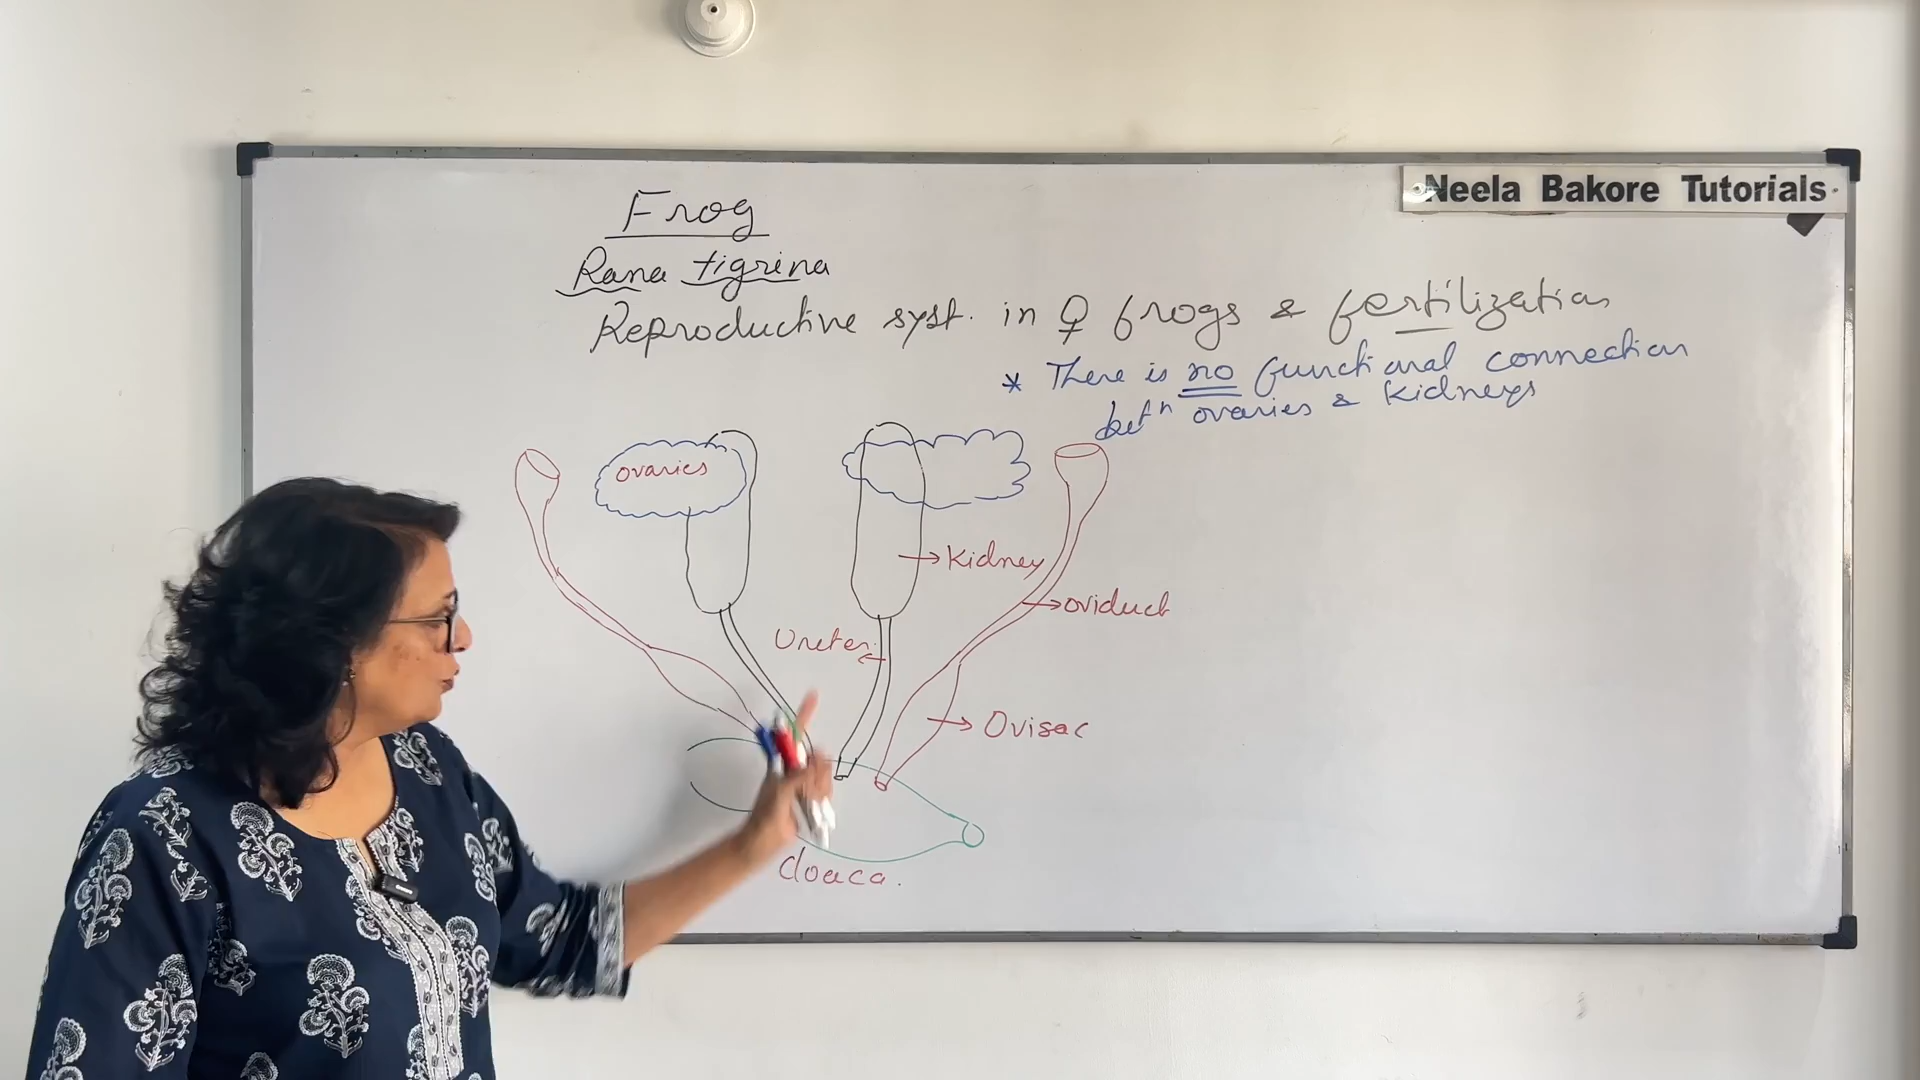 Neela Bakore Tutorials
Frog
Rana tigrina
Reproductive syst. in ♀ frogs & fertilization
* There is no functional connection
betⁿ ovaries & kidneys
ovaries
Kidney
oviduct
Ureter
Ovisac
Cloaca.